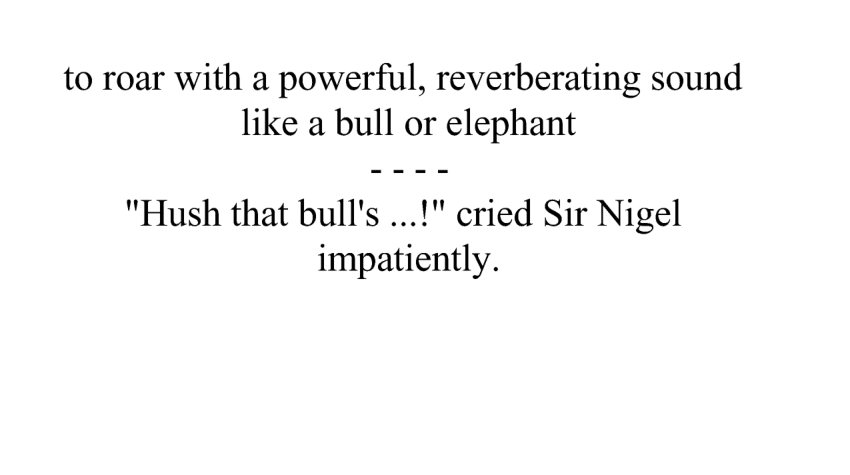 to roar with a powerful, reverberating sound
like a bull or elephant
- - - -
"Hush that bull's ...!" cried Sir Nigel
impatiently.